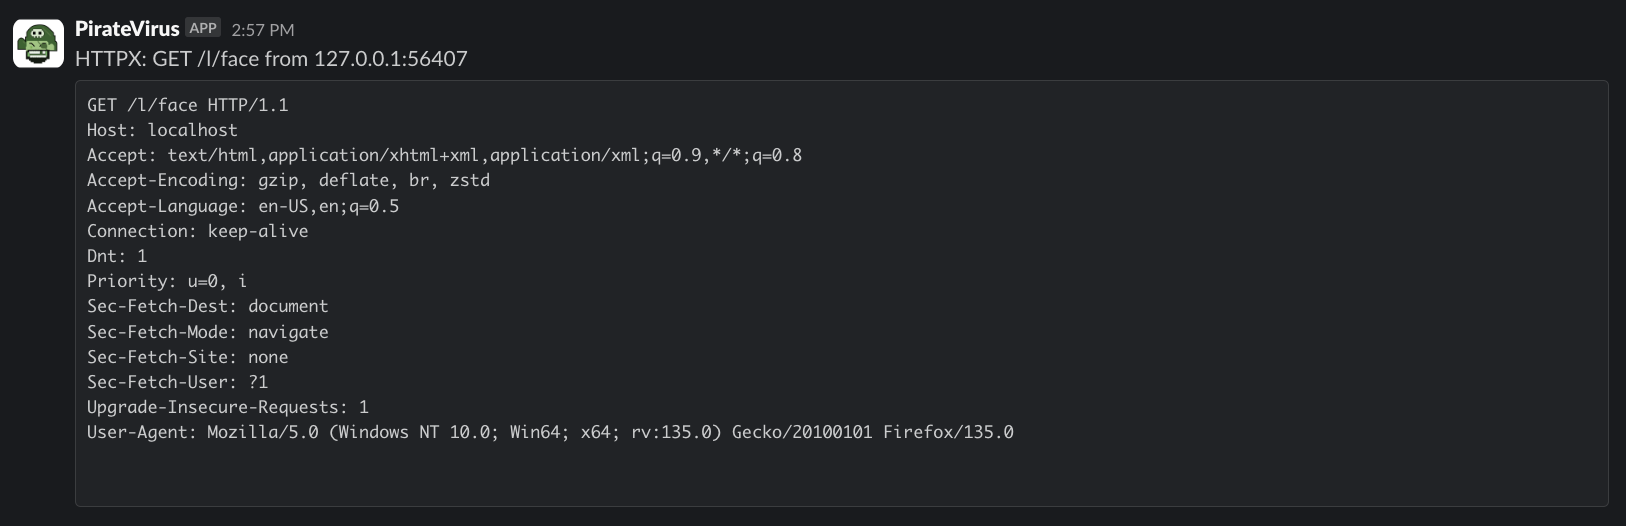 PirateVirus APP 2:57 PM
HTTPX: GET /l/face from 127.0.0.1:56407
GET /l/face HTTP/1.1
Host: localhost
Accept: text/html,application/xhtml+xml,application/xml;q=0.9,*/*;q=0.8
Accept-Encoding: gzip, deflate, br, zstd
Accept-Language: en-US,en;q=0.5
Connection: keep-alive
Dnt: 1
Priority: u=0, i
Sec-Fetch-Dest: document
Sec-Fetch-Mode: navigate
Sec-Fetch-Site: none
Sec-Fetch-User: ?1
Upgrade-Insecure-Requests: 1
User-Agent: Mozilla/5.0 (Windows NT 10.0; Win64; x64; rv:135.0) Gecko/20100101 Firefox/135.0